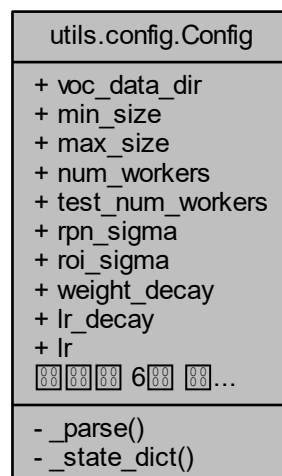 utils.config.Config
+ voc_data_dir
+ min_size
+ max_size
+ num_workers
+ test_num_workers
+ rpn_sigma
+ roi_sigma
+ weight_decay
+ lr_decay
+ lr
6
...
- _parse()
- _state_dict()